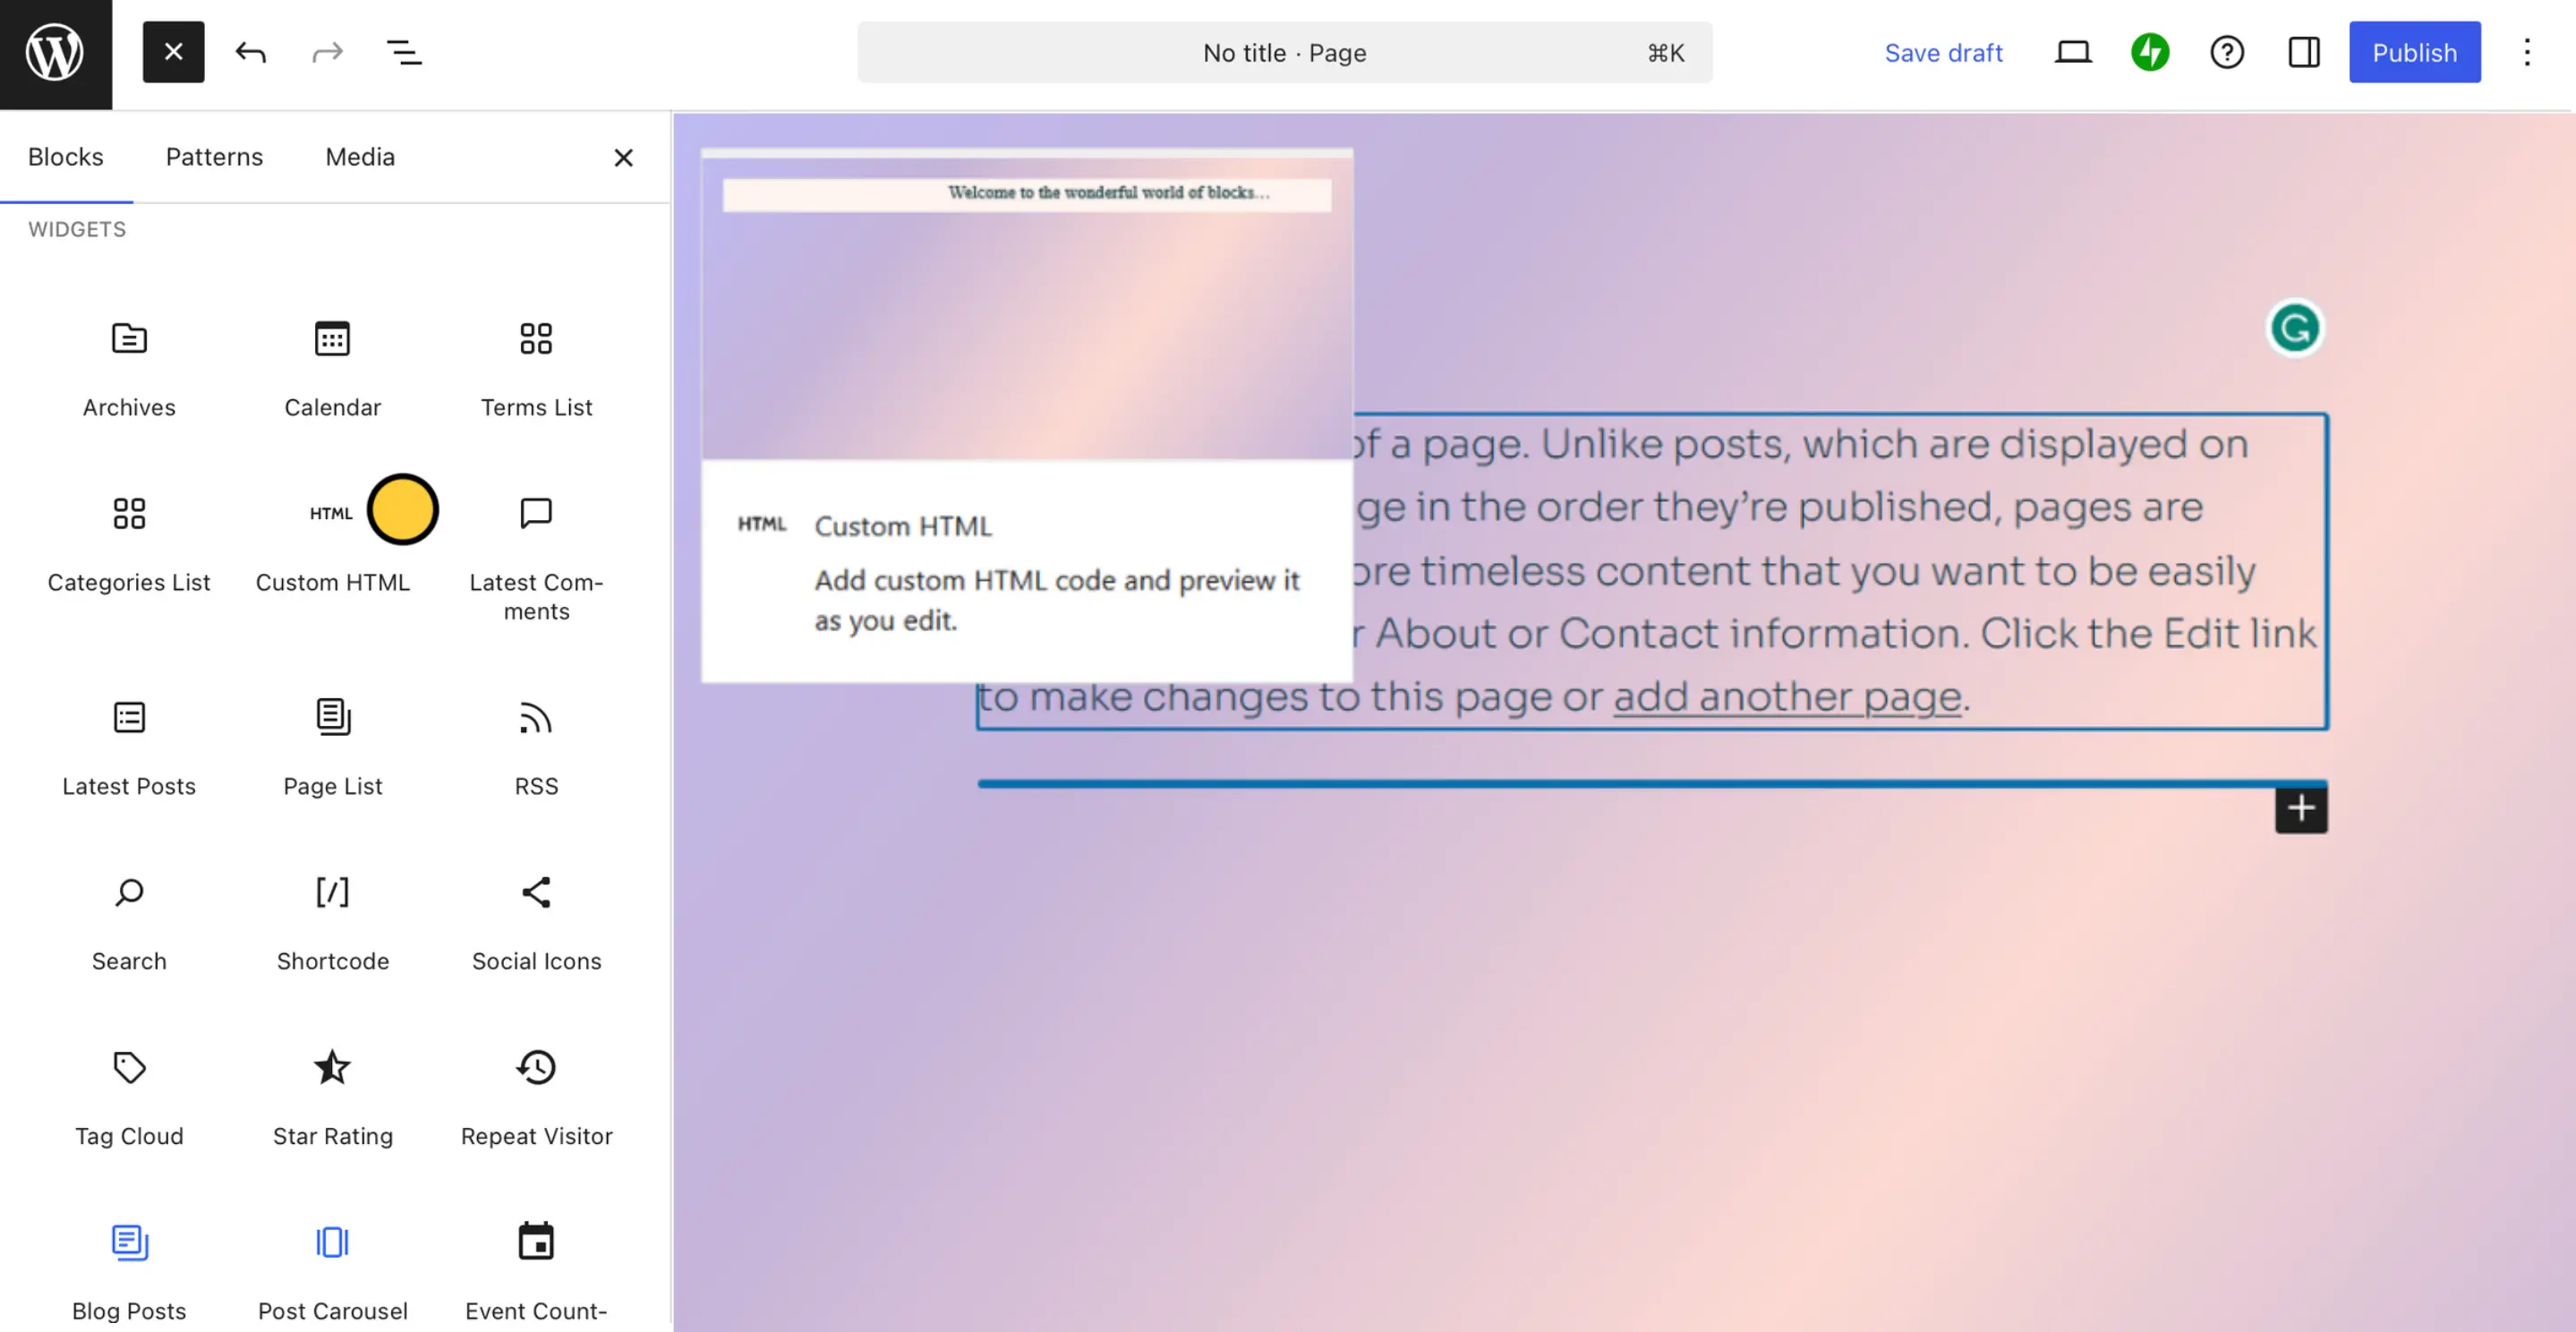 No title · Page
⌘K
Save draft
Publish
Blocks
Patterns
Media
WIDGETS
Archives
Calendar
Terms List
HTML
Categories List
Custom HTML
Latest Com-
ments
Latest Posts
Page List
RSS
Search
Shortcode
Social Icons
Tag Cloud
Star Rating
Repeat Visitor
Blog Posts
Post Carousel
Event Count-
Welcome to the wonderful world of blocks...
HTML
Custom HTML
Add custom HTML code and preview it
as you edit.
of a page. Unlike posts, which are displayed on
ge in the order they’re published, pages are
ore timeless content that you want to be easily
r About or Contact information. Click the Edit link
to make changes to this page or add another page.